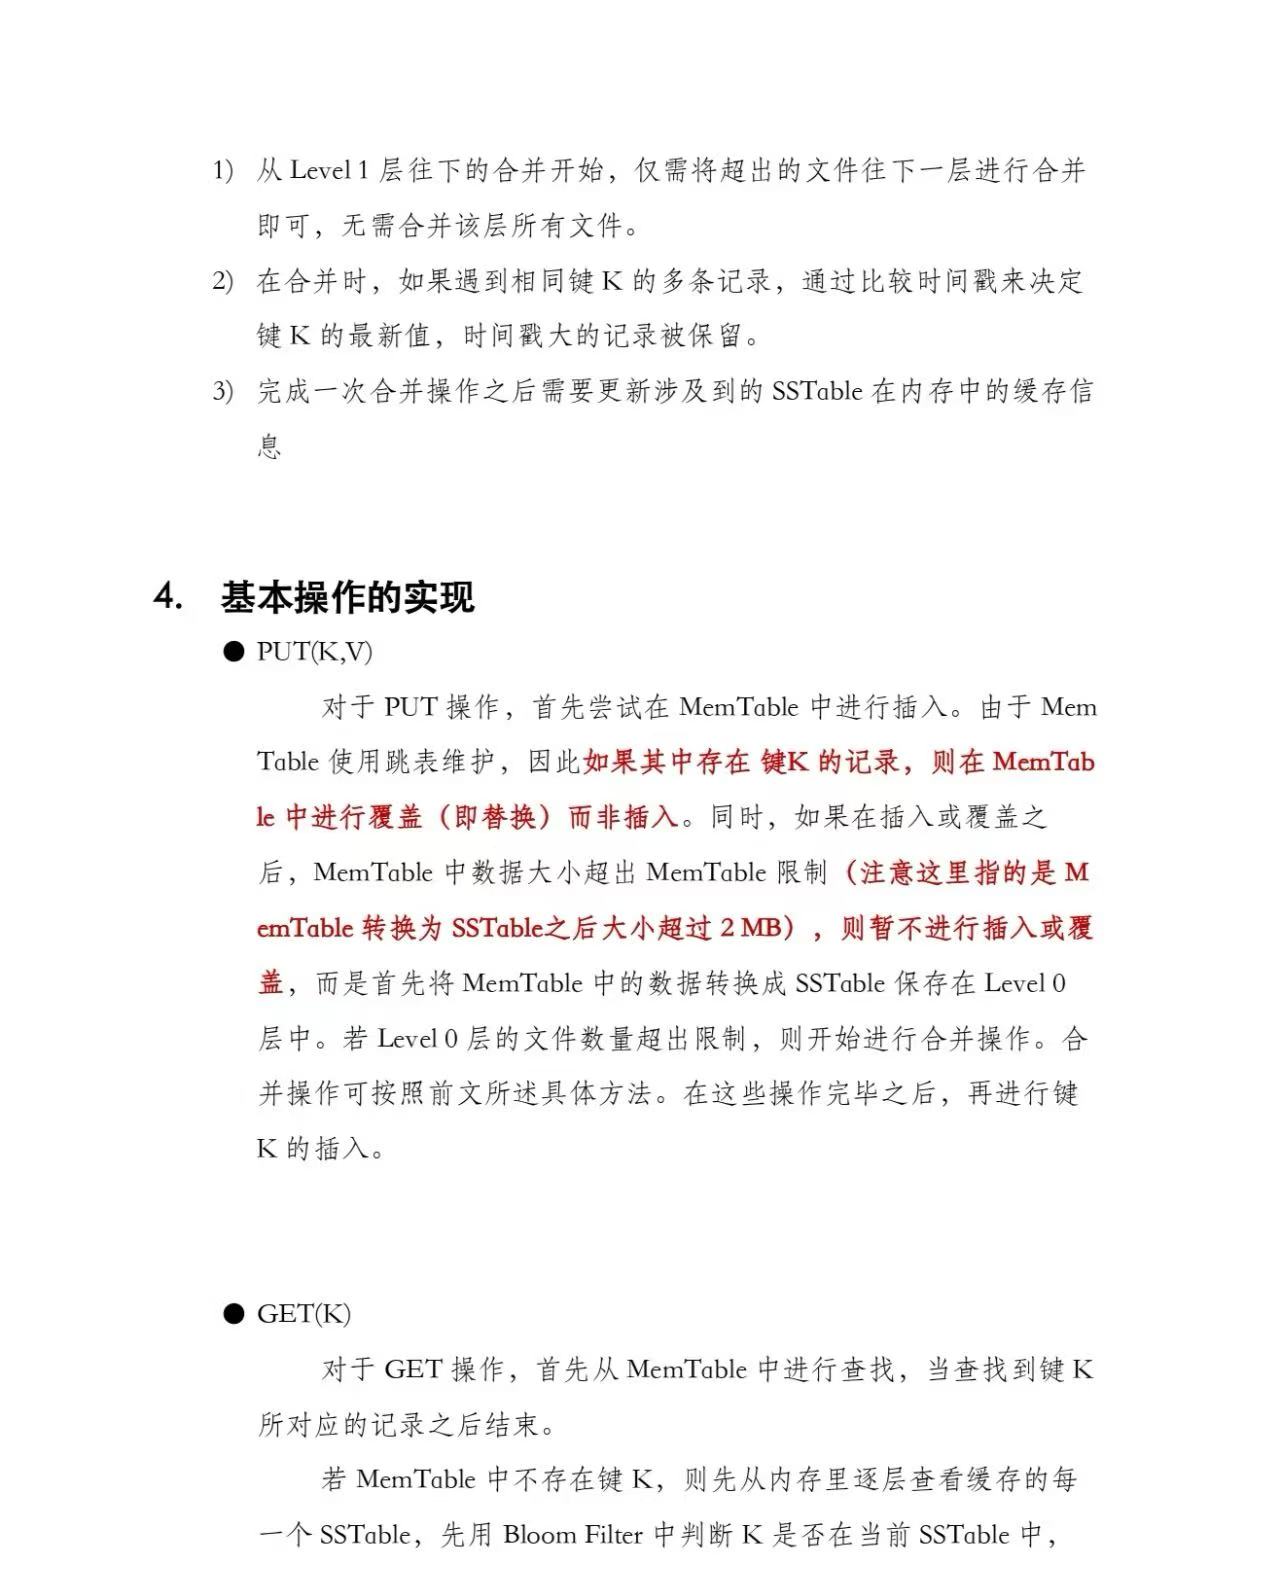 1) 从 Level 1 层往下的合并开始，仅需将超出的文件往下一层进行合并
即可，无需合并该层所有文件。
2) 在合并时，如果遇到相同键 K 的多条记录，通过比较时间戳来决定
键 K 的最新值，时间戳大的记录被保留。
3) 完成一次合并操作之后需要更新涉及到的 SSTable 在内存中的缓存信
息
4. 基本操作的实现
● PUT(K,V)
对于 PUT 操作，首先尝试在 MemTable 中进行插入。由于 Mem
Table 使用跳表维护，因此如果其中存在 键K 的记录，则在 MemTab
le 中进行覆盖（即替换）而非插入。同时，如果在插入或覆盖之
后，MemTable 中数据大小超出 MemTable 限制（注意这里指的是 M
emTable 转换为 SSTable之后大小超过 2 MB），则暂不进行插入或覆
盖，而是首先将 MemTable 中的数据转换成 SSTable 保存在 Level 0
层中。若 Level 0 层的文件数量超出限制，则开始进行合并操作。合
并操作可按照前文所述具体方法。在这些操作完毕之后，再进行键
K 的插入。
● GET(K)
对于 GET 操作，首先从 MemTable 中进行查找，当查找到键 K
所对应的记录之后结束。
若 MemTable 中不存在键 K，则先从内存里逐层查看缓存的每
一个 SSTable，先用 Bloom Filter 中判断 K 是否在当前 SSTable 中，